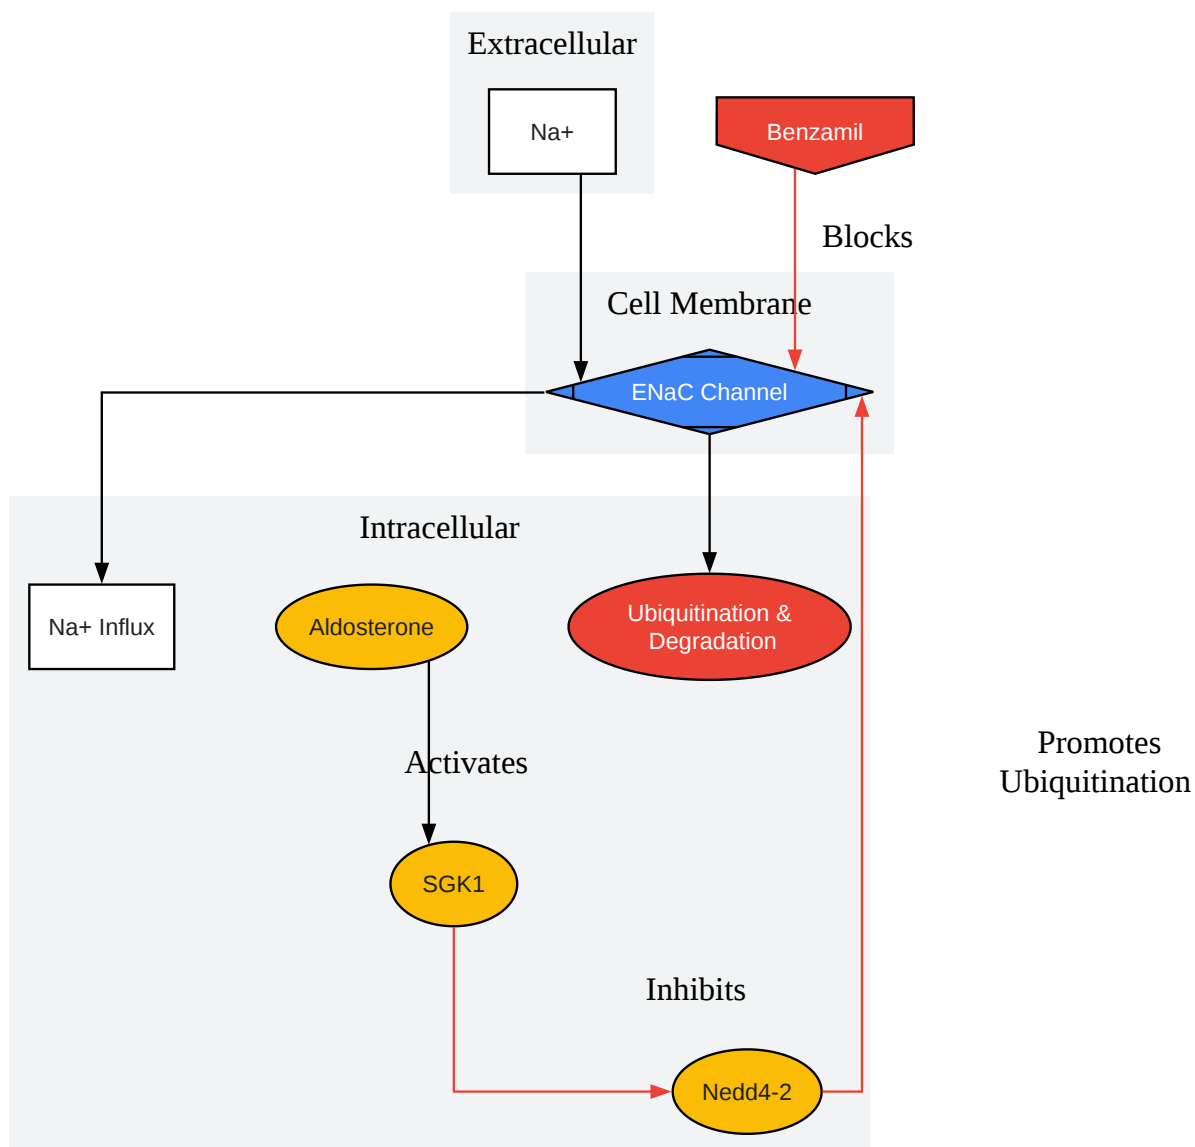 Extracellular
Na+
Benzamil
Blocks
Cell Membrane
ENaC Channel
Intracellular
Na+ Influx
Aldosterone
Ubiquitination &
Degradation
Activates
Promotes
Ubiquitination
SGK1
Inhibits
Nedd4-2